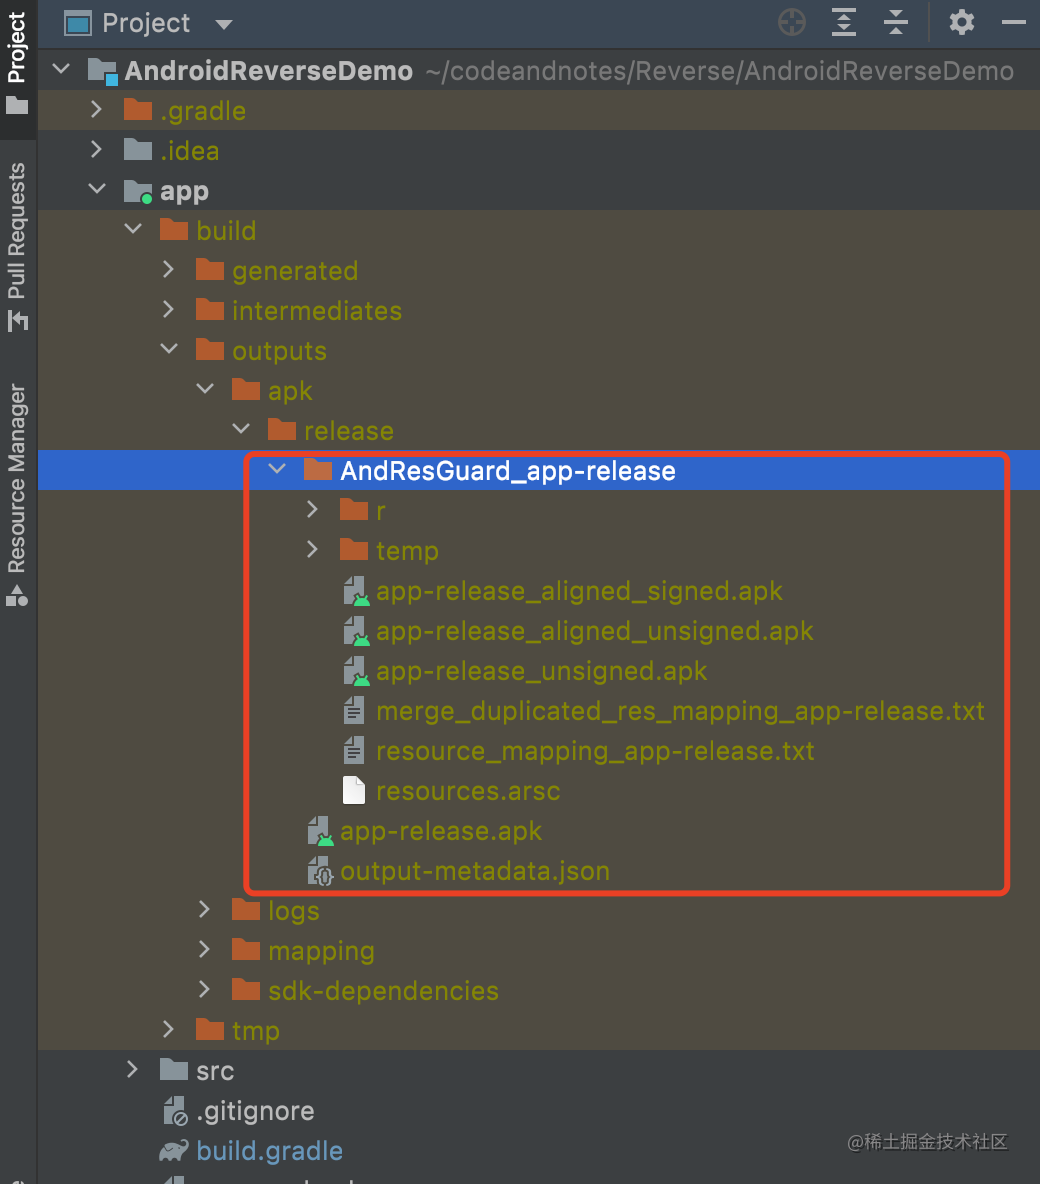 Project
AndroidReverseDemo ~/codeandnotes/Reverse/AndroidReverseDemo
.gradle
.idea
app
build
generated
intermediates
outputs
apk
release
AndResGuard_app-release
r
temp
app-release_aligned_signed.apk
app-release_aligned_unsigned.apk
app-release_unsigned.apk
merge_duplicated_res_mapping_app-release.txt
resource_mapping_app-release.txt
resources.arsc
app-release.apk
output-metadata.json
logs
mapping
sdk-dependencies
tmp
src
.gitignore
build.gradle
Project
Pull Requests
Resource Manager
@稀土掘金技术社区